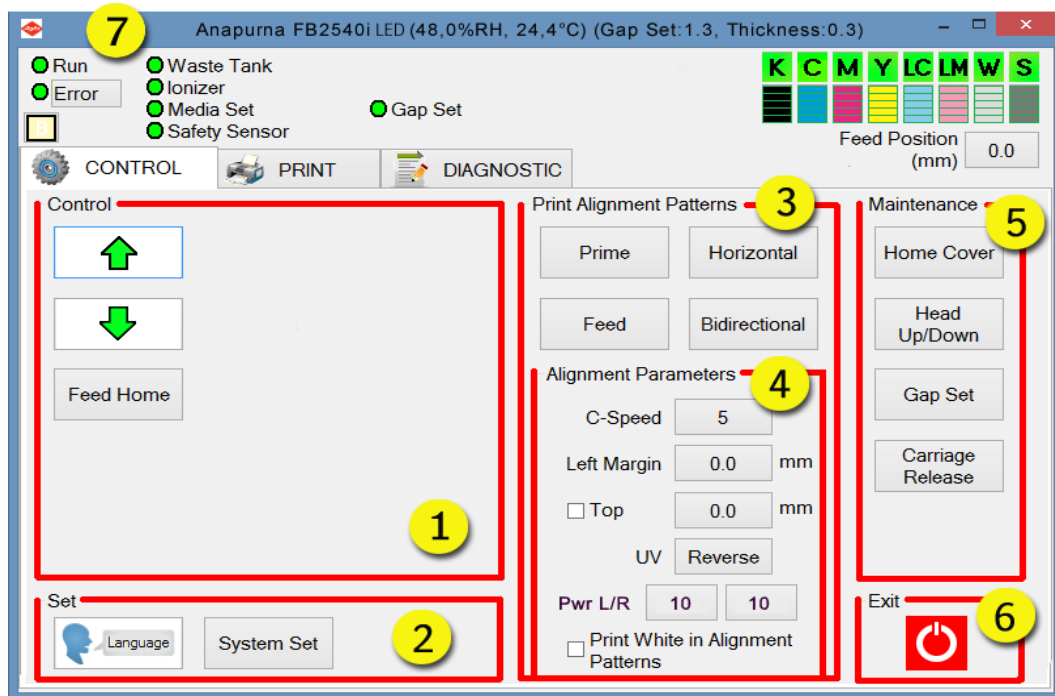 7
Anapurna FB2540i LED (48,0%RH, 24,4°C) (Gap Set:1.3, Thickness:0.3)
Run
Waste Tank
K C M Y LC LM W S
Error
Ionizer
Media Set
Gap Set
Safety Sensor
Feed Position
(mm)
0.0
CONTROL
PRINT
DIAGNOSTIC
Control
1
Set
Feed Home
Language
System Set
2
Print Alignment Patterns
3
Prime
Horizontal
Feed
Bidirectional
Alignment Parameters
4
C-Speed
5
Left Margin
0.0
mm
Top
0.0
mm
UV
Reverse
Pwr L/R
10
10
Print White in Alignment
Patterns
Maintenance
5
Home Cover
Head
Up/Down
Gap Set
Carriage
Release
Exit
6